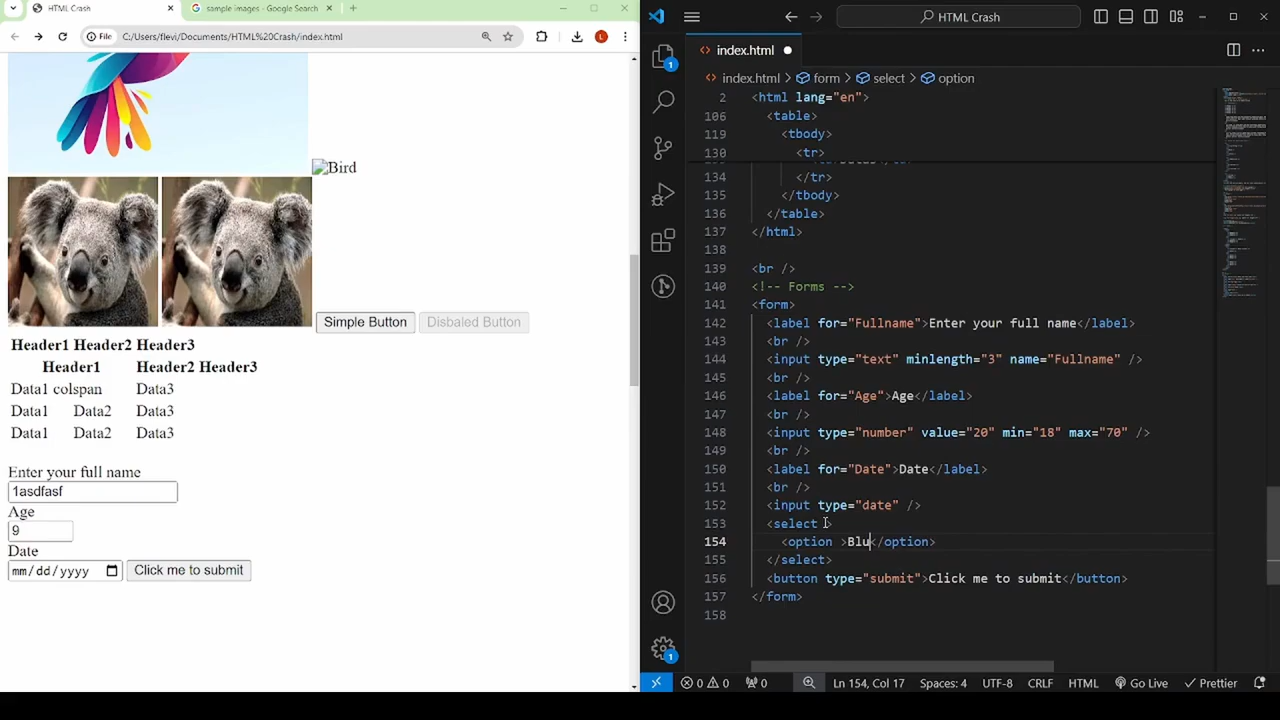 HTML Crash
sample images - Google Search
File
C:/Users/flevi/Documents/HTML%20Crash/index.html
L
Bird
Simple Button
Disbaled Button
Header1 Header2 Header3
Header1 Header2 Header3
Data1 colspan Data3
Data1 Data2 Data3
Data1 Data2 Data3
Enter your full name
1asdfasf
Age
9
Date
mm/dd/yyyy
Click me to submit
HTML Crash
index.html
index.html > form > select > option
1
2 <html lang="en">
106 <table>
119 <tbody>
130 <tr>
134 </tr>
135 </tbody>
136 </table>
137 </html>
138
139 <br />
140 <!-- Forms -->
141 <form>
142 <label for="Fullname">Enter your full name</label>
143 <br />
144 <input type="text" minlength="3" name="Fullname" />
145 <br />
146 <label for="Age">Age</label>
147 <br />
148 <input type="number" value="20" min="18" max="70" />
149 <br />
150 <label for="Date">Date</label>
151 <br />
152 <input type="date" />
153 <select >
154 <option >Blu</option>
155 </select>
156 <button type="submit">Click me to submit</button>
157 </form>
158
1
0 0 0 Ln 154, Col 17 Spaces: 4 UTF-8 CRLF HTML Go Live Prettier